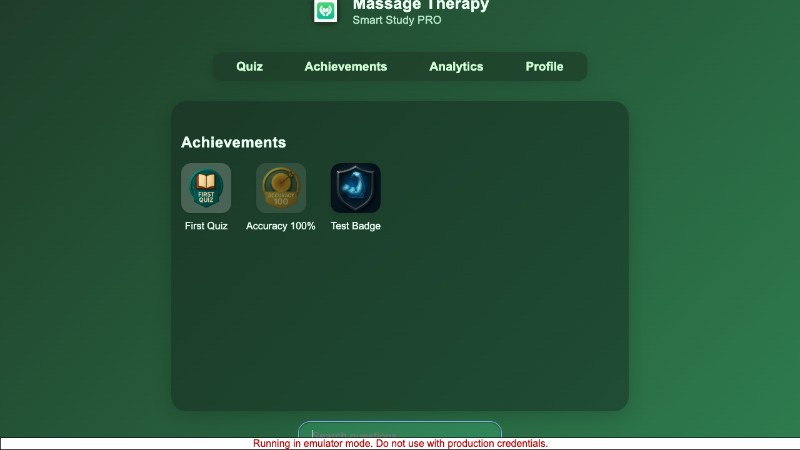 Massage Therapy
Smart Study PRO
Quiz
Achievements
Analytics
Profile
Achievements
FIRST
QUIZ
ACCURACY
100
First Quiz
Accuracy 100%
Test Badge
Running in emulator mode. Do not use with production credentials.